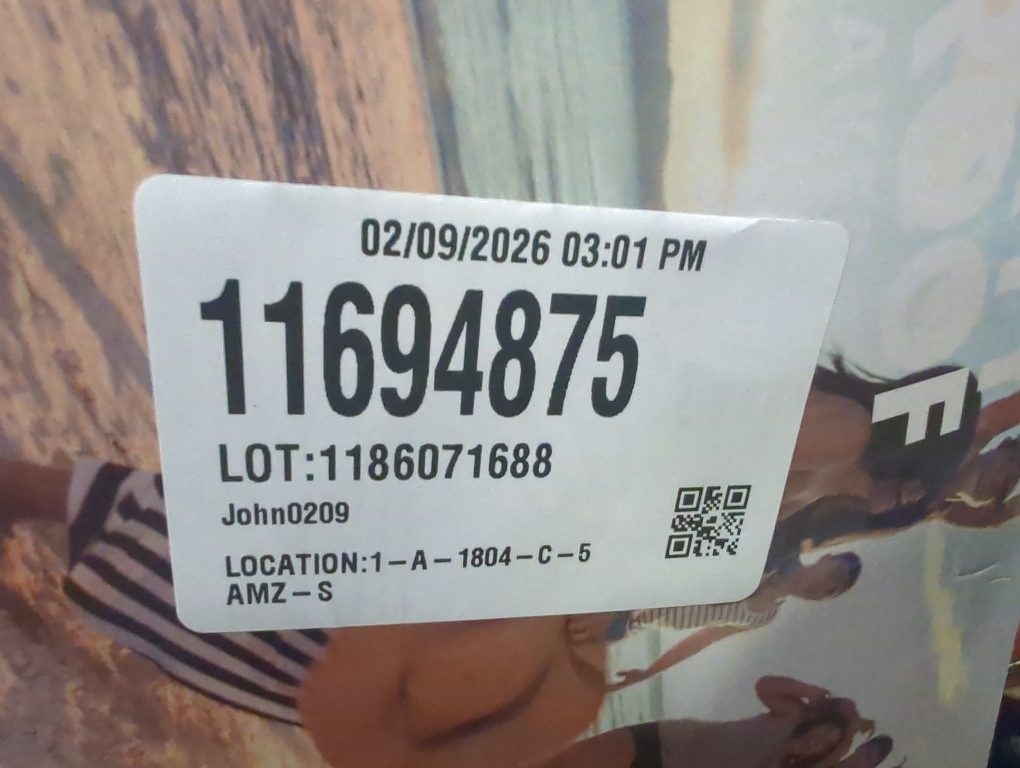 02/09/2026 03:01 PM
11694875
LOT:1186071688
John0209
LOCATION:1-A-1804-C-5
AMZ-S
F